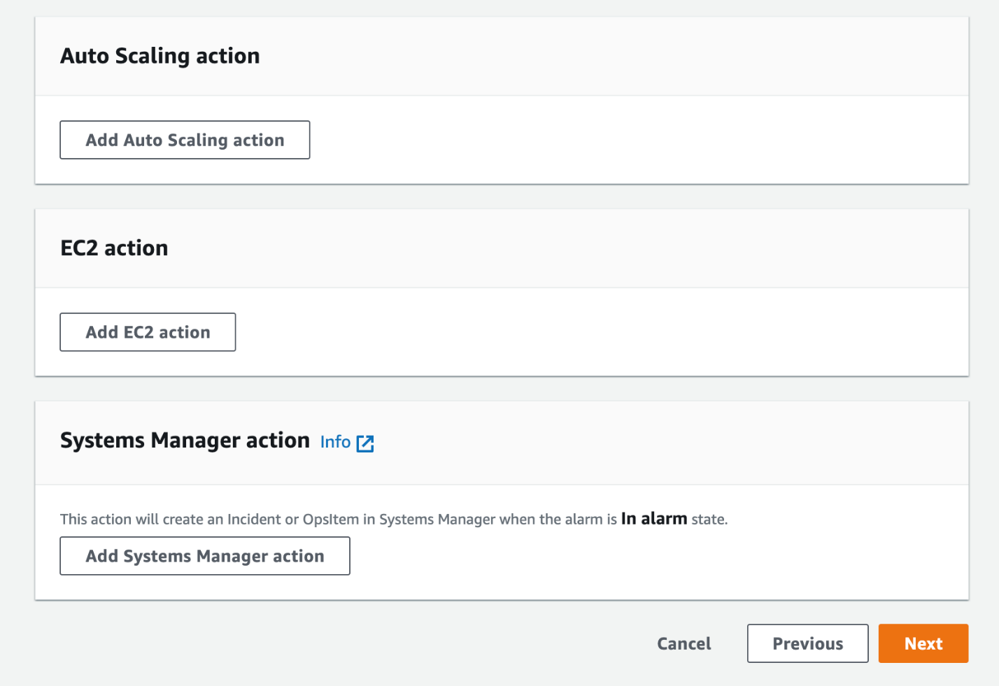 Auto Scaling action
Add Auto Scaling action
EC2 action
Add EC2 action
Systems Manager action Info
This action will create an Incident or OpsItem in Systems Manager when the alarm is In alarm state.
Add Systems Manager action
Cancel Previous Next